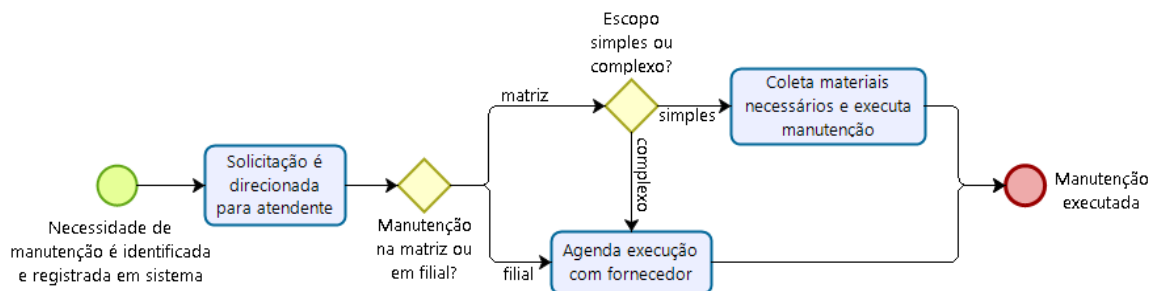 Necessidade de
manutenção é identificada
e registrada em sistema
Solicitação é
direcionada
para atendente
Manutenção
na matriz ou
em filial?
matriz
filial
Escopo
simples ou
complexo?
simples
complexo
Coleta materiais
necessários e executa
manutenção
Agenda execução
com fornecedor
Manutenção
executada